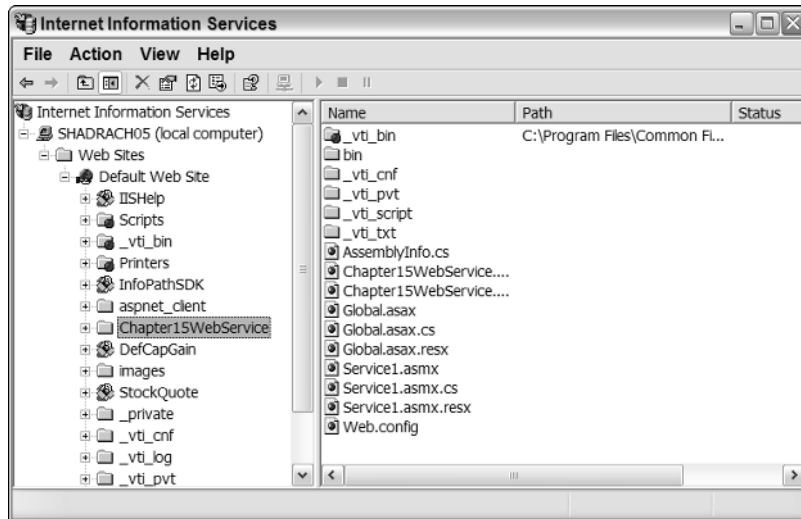 Internet Information Services
File Action View Help
Internet Information Services
SHADRACH05 (local computer)
Web Sites
Default Web Site
IISHelp
Scripts
_vti_bin
Printers
InfoPathSDK
aspnet_client
Chapter15WebService
DefCapGain
images
StockQuote
_private
_vti_cnf
_vti_log
_vti_pvt
Name Path Status
_vti_bin C:\Program Files\Common Fi...
bin
_vti_cnf
_vti_pvt
_vti_script
_vti_txt
AssemblyInfo.cs
Chapter15WebService....
Chapter15WebService....
Global.asax
Global.asax.cs
Global.asax.resx
Service1.asmx
Service1.asmx.cs
Service1.asmx.resx
Web.config